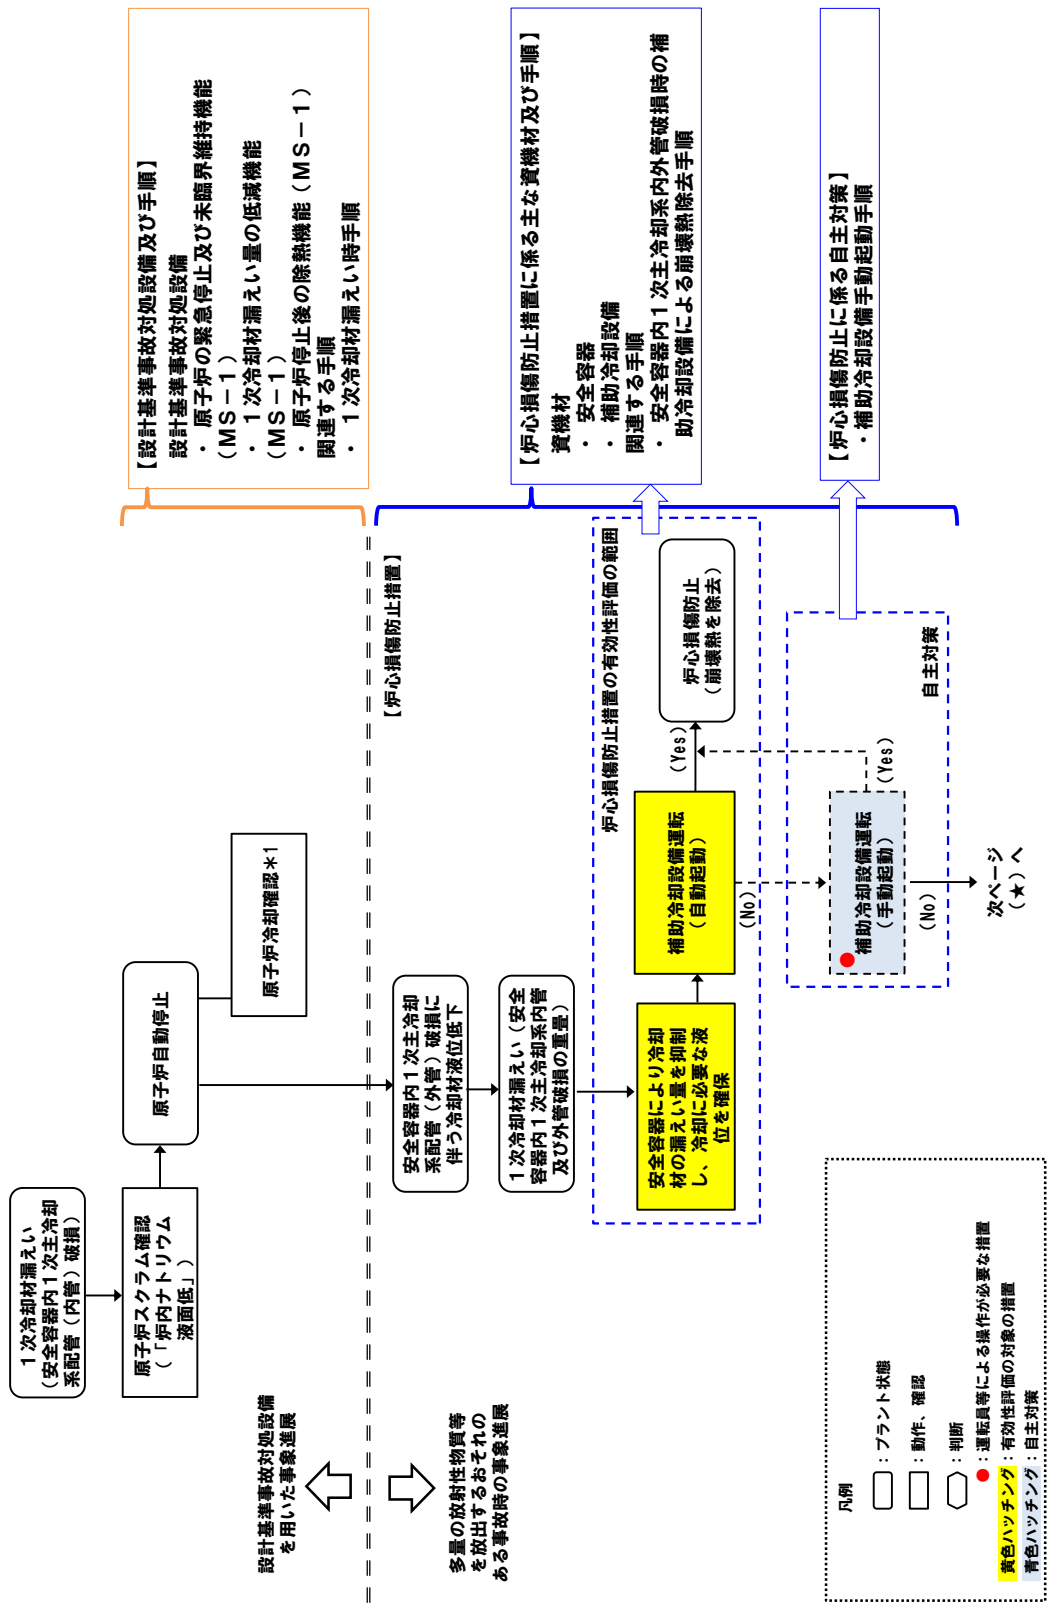 1次冷却材漏えい
(安全容器内1次主冷却
系配管(内管)破損)
原子炉スクラム確認
(「炉内ナトリウム
液面低」)
原子炉自動停止
原子炉冷却確認*1
設計基準事故対処設備
を用いた事象進展
多量の放射性物質等
を放出するおそれの
ある事故時の事象進展
【設計基準事故対処設備及び手順】
設計基準事故対処設備
・ 原子炉の緊急停止及び未臨界維持機能
(MS-1)
・ 1次冷却材漏えい量の低減機能
(MS-1)
・ 原子炉停止後の除熱機能(MS-1)
関連する手順
・ 1次冷却材漏えい時手順
【炉心損傷防止措置】
安全容器内1次主冷却
系配管(外管)破損に
伴う冷却材液位低下
1次冷却材漏えい(安全
容器内1次主冷却系内管
及び外管破損の重畳)
炉心損傷防止措置の有効性評価の範囲
安全容器により冷却
材の漏えい量を抑制
し、冷却に必要な液
位を確保
補助冷却設備運転
(自動起動)
(Yes)
(No)
炉心損傷防止
(崩壊熱を除去)
補助冷却設備運転
(手動起動)
(Yes)
(No)
自主対策
次ページ
(★)へ
【炉心損傷防止措置に係る主な資機材及び手順】
資機材
・ 安全容器
・ 補助冷却設備
関連する手順
・ 安全容器内1次主冷却系内外管破損時の補
助冷却設備による崩壊熱除去手順
【炉心損傷防止に係る自主対策】
・補助冷却設備手動起動手順
凡例
:プラント状態
:動作、確認
:判断
:運転員等による操作が必要な措置
黄色ハッチング:有効性評価の対象の措置
青色ハッチング:自主対策